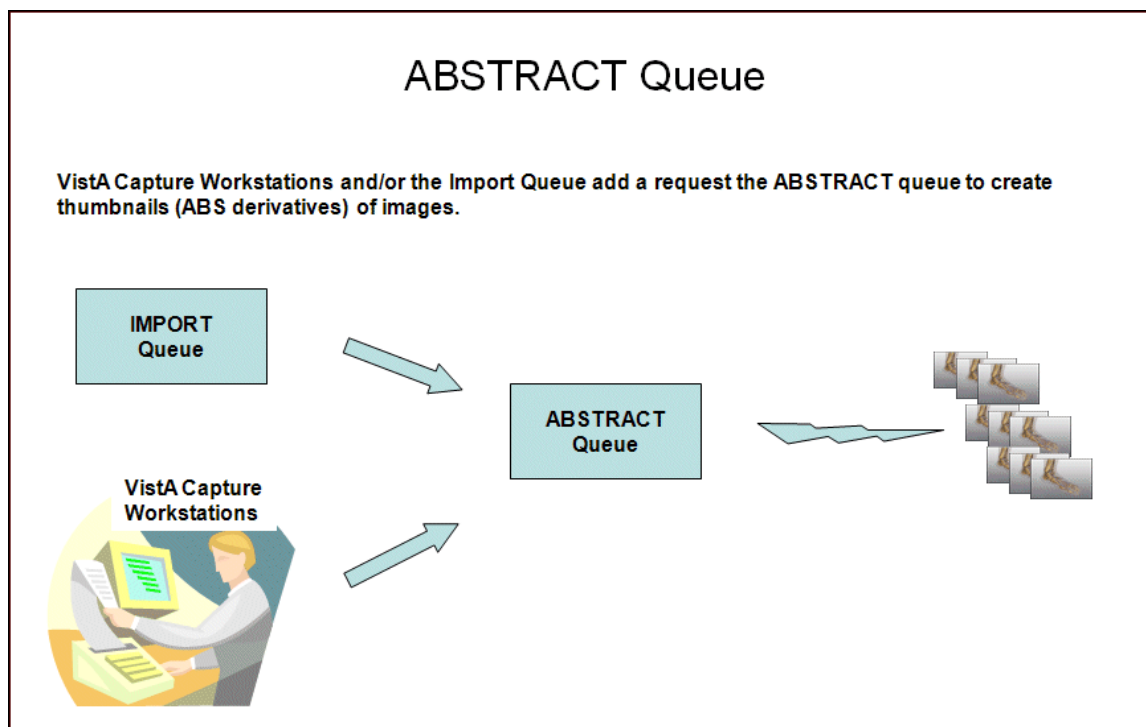 ABSTRACT Queue
VistA Capture Workstations and/or the Import Queue add a request the ABSTRACT queue to create
thumbnails (ABS derivatives) of images.
IMPORT
Queue
ABSTRACT
Queue
VistA Capture
Workstations